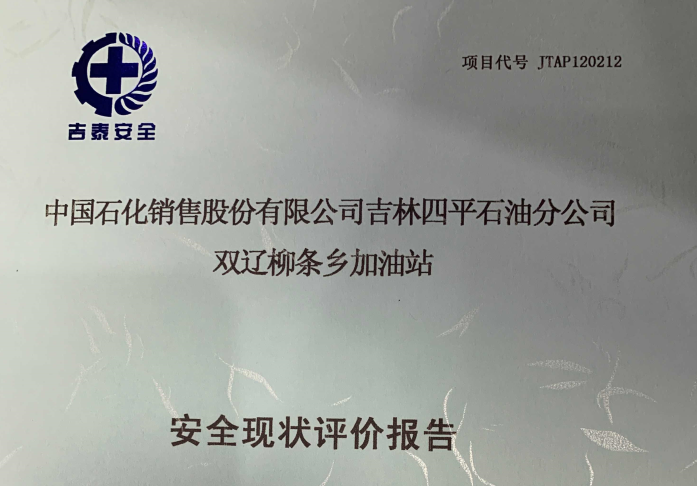 项目代号 JTAP120212
吉泰安全
中国石化销售股份有限公司吉林四平石油分公司
双辽柳条乡加油站
安全现状评价报告